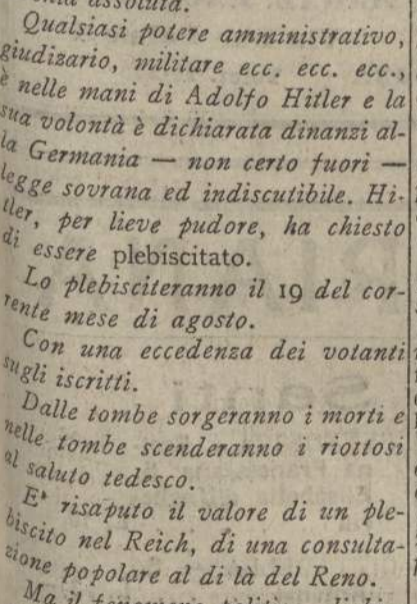 assoluta.
Qualsiasi potere amministrativo,
giudizario, militare ecc. ecc. ecc.,
è nelle mani di Adolfo Hitler e la
sua volontà è dichiarata dinanzi al-
la Germania — non certo fuori —
legge sovrana ed indiscutibile. Hi-
tler, per lieve pudore, ha chiesto
di essere plebiscitato.
Lo plebisciteranno il 19 del cor-
rente mese di agosto.
Con una eccedenza dei votanti
sugli iscritti.
Dalle tombe sorgeranno i morti e
nelle tombe scenderanno i riottosi
al saluto tedesco.
E' risaputo il valore di un ple-
biscito nel Reich, di una consulta-
zione popolare al di là del Reno.
Ma il